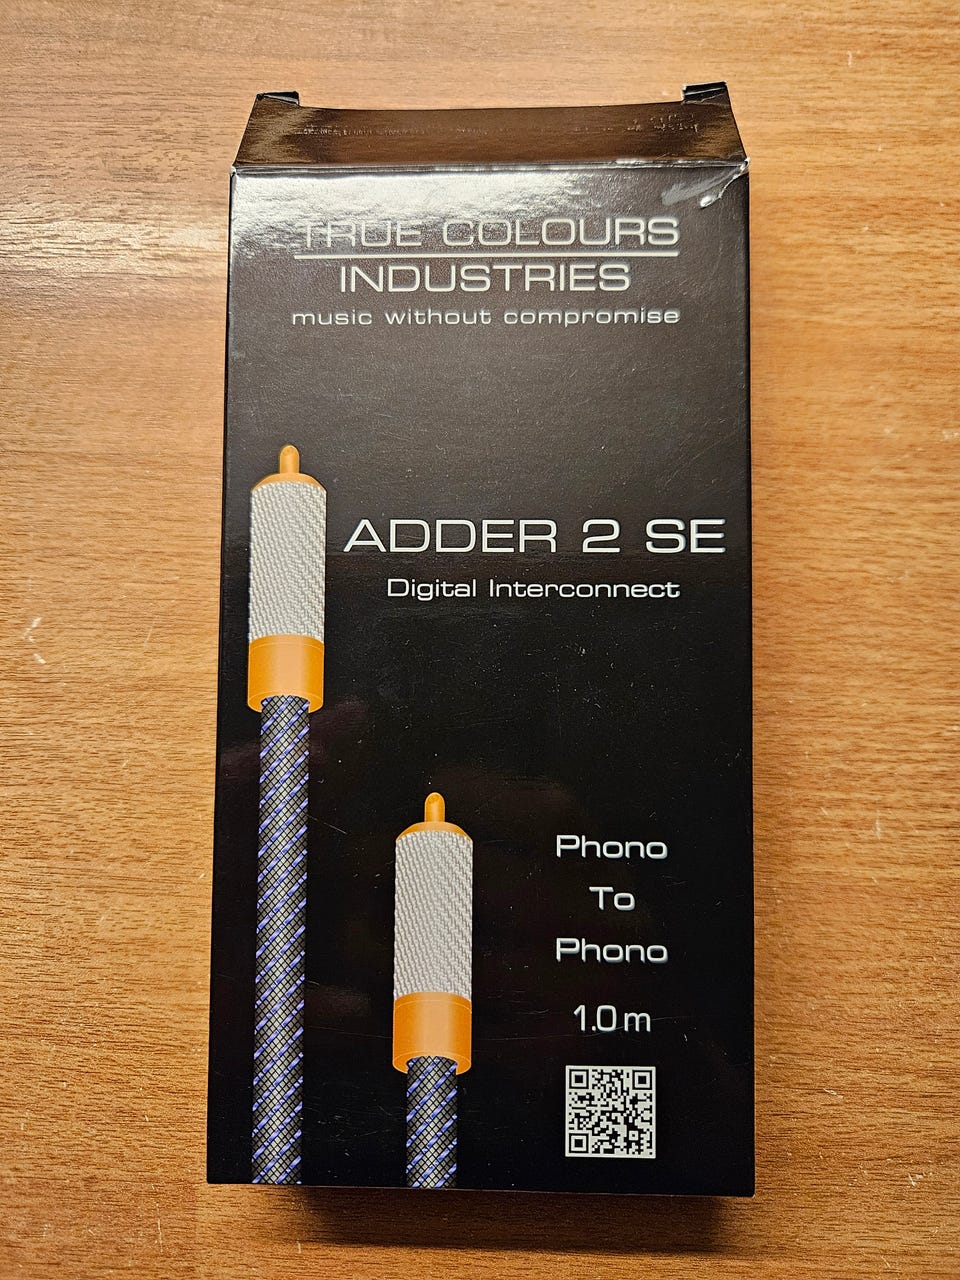 TRUE COLOURS
INDUSTRIES
music without compromise
ADDER 2 SE
Digital Interconnect
Phono
To
Phono
1.0m